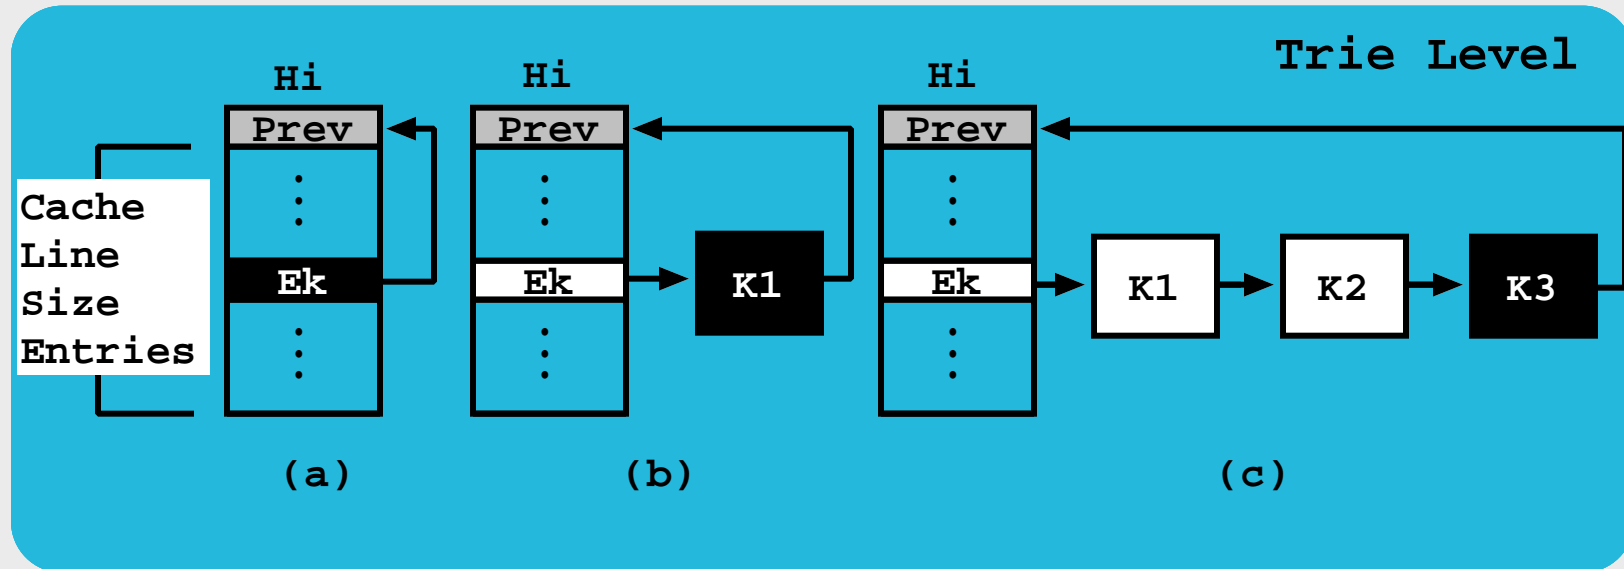 Trie Level
Hi
Hi
Hi
Prev
Prev
Prev
Cache
Line
Size
Entries
Ek
Ek
K1
Ek
K1
K2
K3
(a)
(b)
(c)